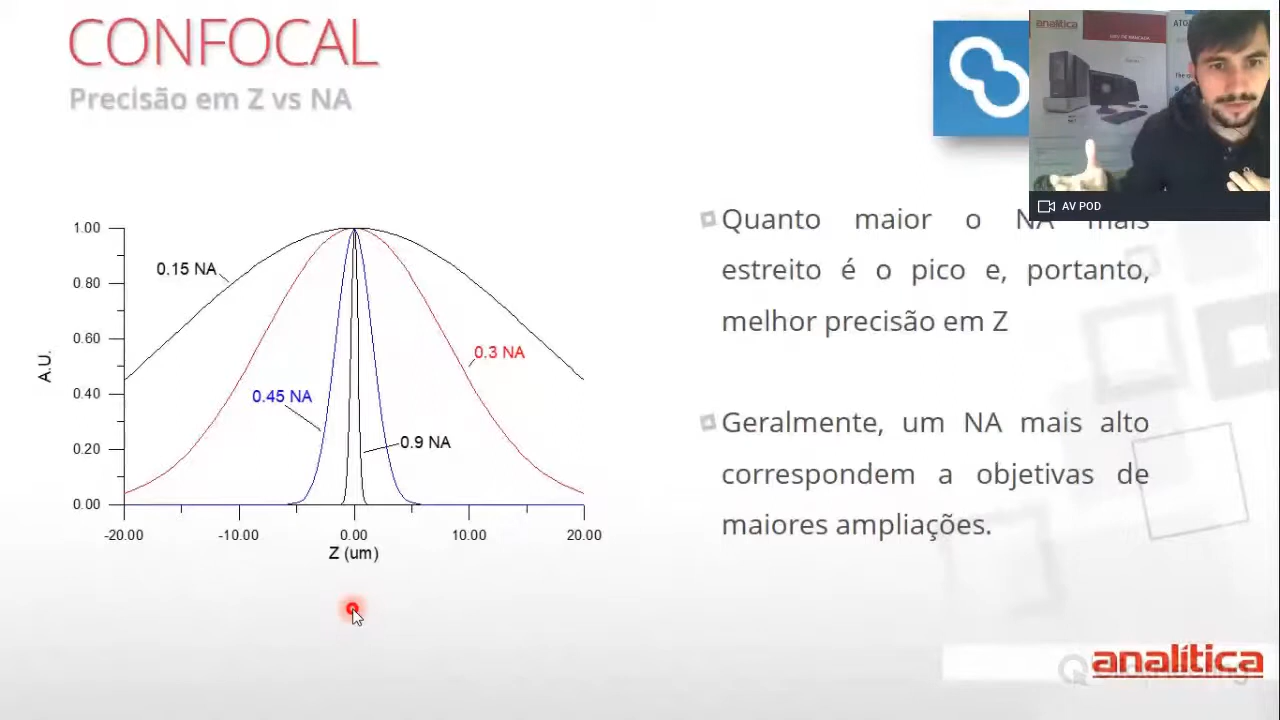 CONFOCAL
Precisão em Z vs NA
analítica
AV POD
Quanto maior o NA mais
estreito é o pico e, portanto,
melhor precisão em Z
Geralmente, um NA mais alto
correspondem a objetivas de
maiores ampliações.
1.00
0.80
0.60
0.40
0.20
0.00
A.U.
0.15 NA
0.3 NA
0.45 NA
0.9 NA
-20.00 -10.00 0.00 10.00 20.00
Z (um)
analítica